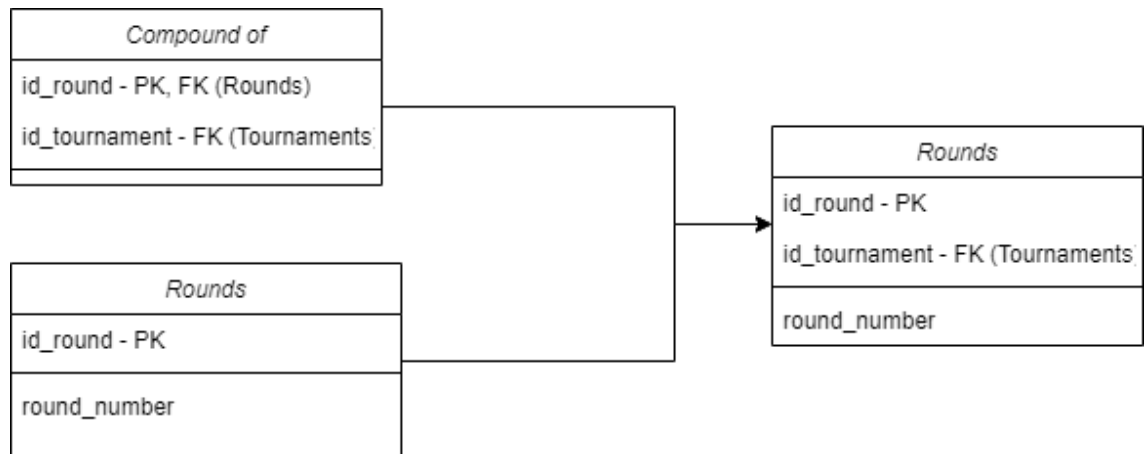 Compound of
id_round - PK, FK (Rounds)
id_tournament - FK (Tournaments)
Rounds
id_round - PK
round_number
Rounds
id_round - PK
id_tournament - FK (Tournaments)
round_number